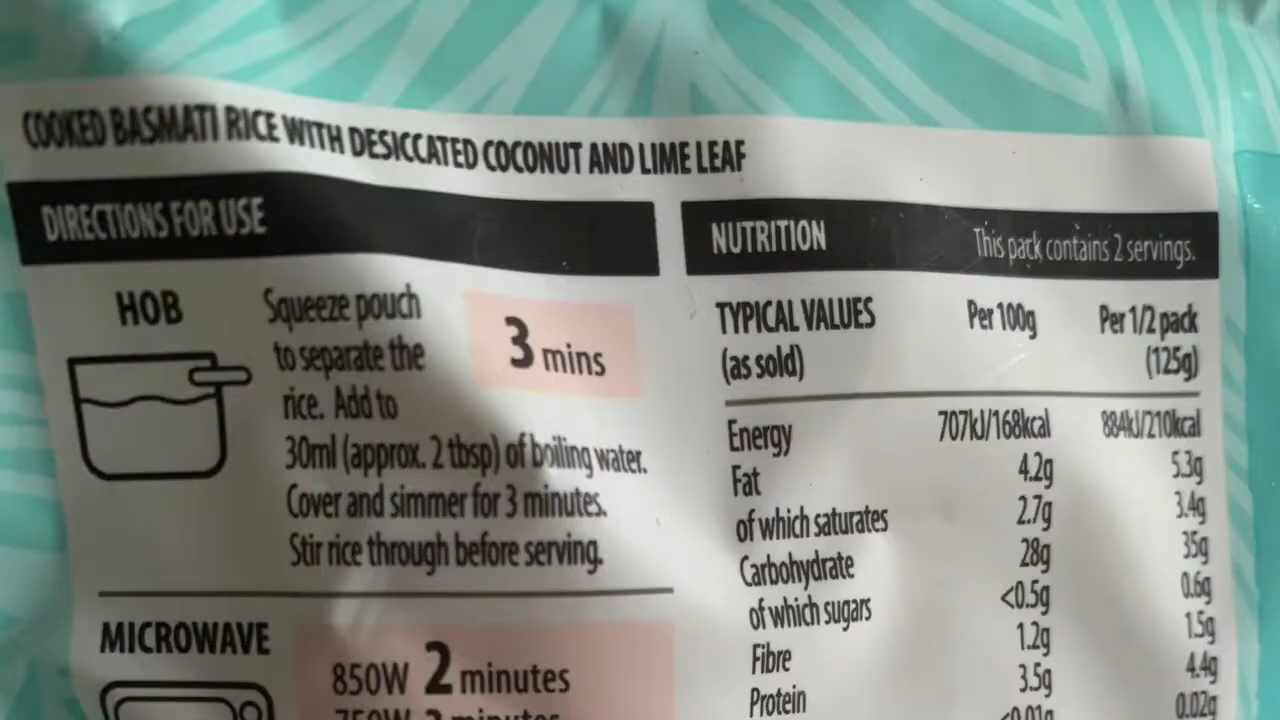 COOKED BASMATI RICE WITH DESICCATED COCONUT AND LIME LEAF
DIRECTIONS FOR USE
HOB
Squeeze pouch
to separate the
rice. Add to
30ml (approx. 2 tbsp) of boiling water.
Cover and simmer for 3 minutes.
Stir rice through before serving.
3 mins
MICROWAVE
850W 2 minutes
750W 2 minutes
NUTRITION This pack contains 2 servings.
TYPICAL VALUES Per 100g Per 1/2 pack
(as sold) (125g)
Energy 707kJ/168kcal 884kJ/210kcal
Fat 4.2g 5.3g
of which saturates 2.7g 3.4g
Carbohydrate 28g 35g
of which sugars <0.5g 0.6g
Fibre 1.2g 1.5g
Protein 3.5g 4.4g
<0.01g 0.02g